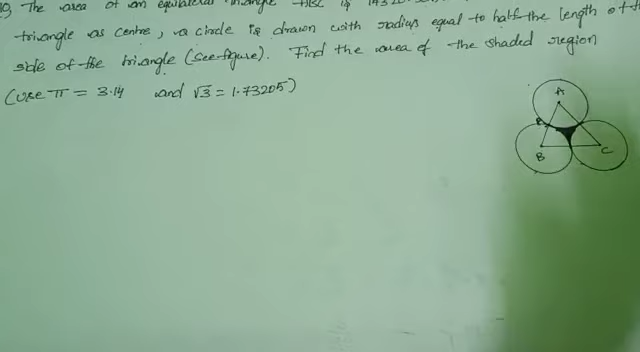 The area of an equilateral triangle ABC is 1732
triangle as centre, a circle is drawn with radius equal to half the length of the
side of the triangle (see figure). Find the area of the shaded region
(use π = 3.14 and √3 = 1.73205)
A
B
C